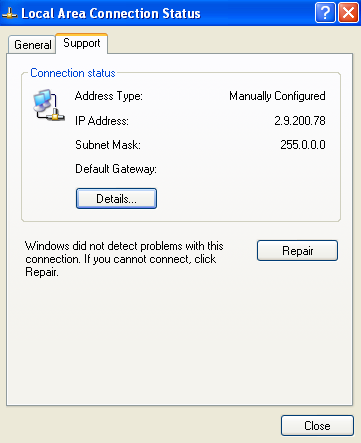 Local Area Connection Status
General Support
Connection status
Address Type: Manually Configured
IP Address: 2.9.200.78
Subnet Mask: 255.0.0.0
Default Gateway:
Details...
Windows did not detect problems with this
connection. If you cannot connect, click
Repair.
Repair
Close